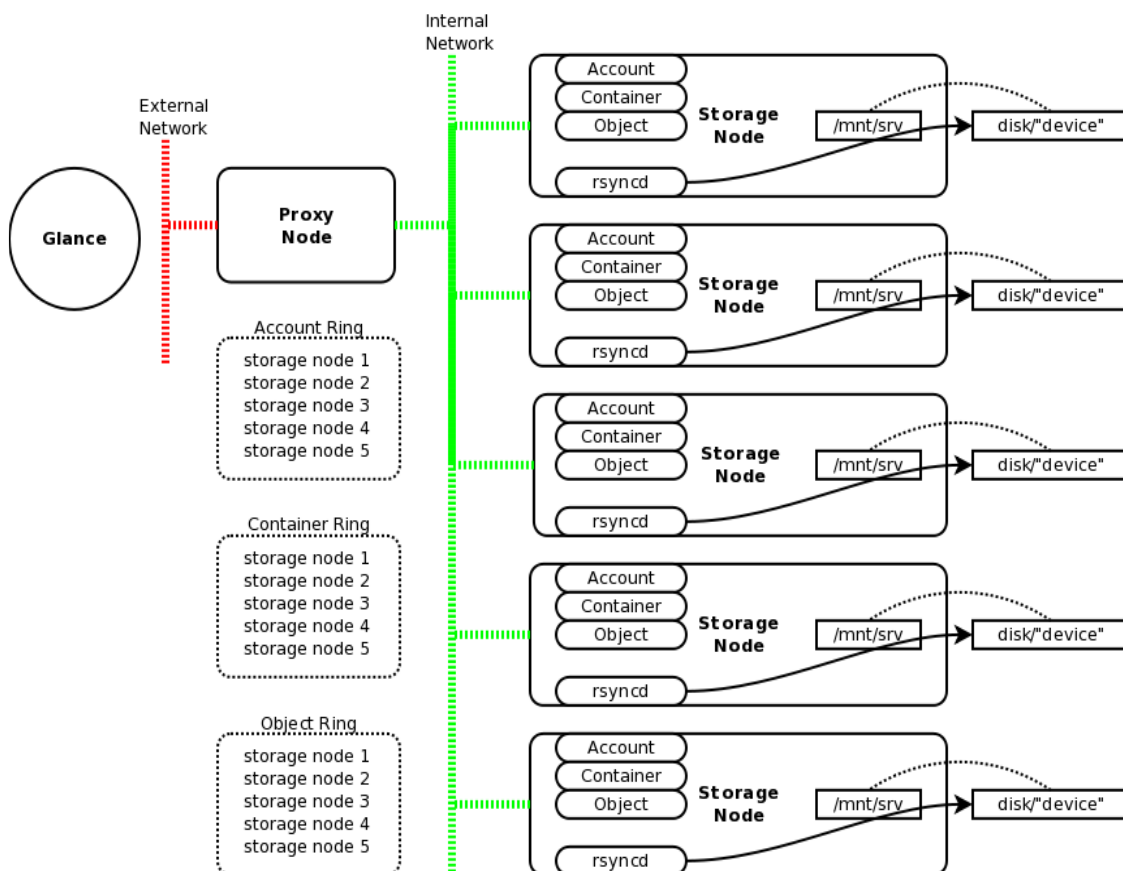 Internal
Network
External
Network
Glance
Proxy
Node
Account Ring
storage node 1
storage node 2
storage node 3
storage node 4
storage node 5
Container Ring
storage node 1
storage node 2
storage node 3
storage node 4
storage node 5
Object Ring
storage node 1
storage node 2
storage node 3
storage node 4
storage node 5
Account
Container
Object
rsyncd
Storage
Node
/mnt/srv
disk/"device"
Account
Container
Object
rsyncd
Storage
Node
/mnt/srv
disk/"device"
Account
Container
Object
rsyncd
Storage
Node
/mnt/srv
disk/"device"
Account
Container
Object
rsyncd
Storage
Node
/mnt/srv
disk/"device"
Account
Container
Object
rsyncd
Storage
Node
/mnt/srv
disk/"device"